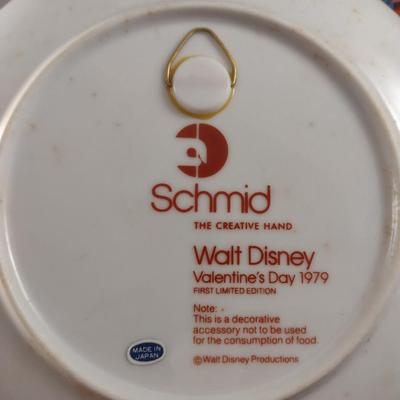 Schmid
THE CREATIVE HAND
Walt Disney
Valentine's Day 1979
FIRST LIMITED EDITION
Note:
This is a decorative
accessory not to be used
for the consumption of food.
MADE IN
JAPAN
©Walt Disney Productions